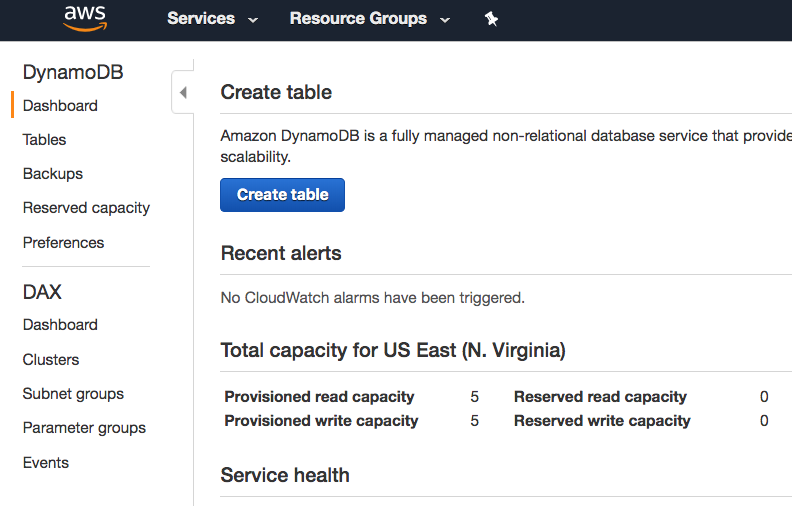 aws
Services
Resource Groups
DynamoDB
Dashboard
Tables
Backups
Reserved capacity
Preferences
DAX
Dashboard
Clusters
Subnet groups
Parameter groups
Events
Create table
Amazon DynamoDB is a fully managed non-relational database service that provide
scalability.
Create table
Recent alerts
No CloudWatch alarms have been triggered.
Total capacity for US East (N. Virginia)
Provisioned read capacity 5 Reserved read capacity 0
Provisioned write capacity 5 Reserved write capacity 0
Service health